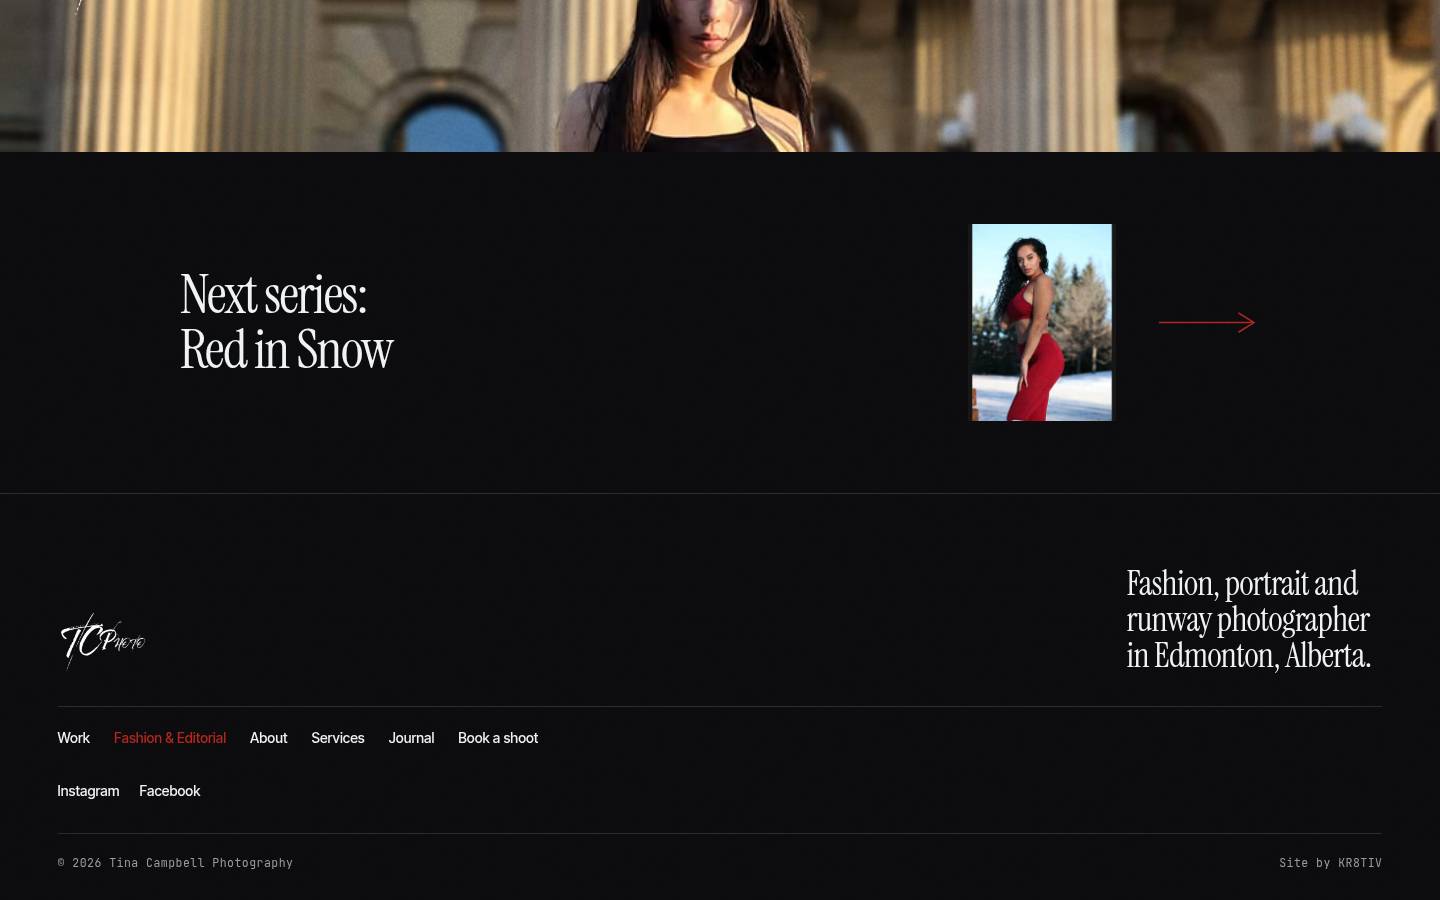 Next series:
Red in Snow
TCPHOTO
Fashion, portrait and
runway photographer
in Edmonton, Alberta.
Work Fashion & Editorial About Services Journal Book a shoot
Instagram Facebook
© 2026 Tina Campbell Photography
Site by KR8TIV